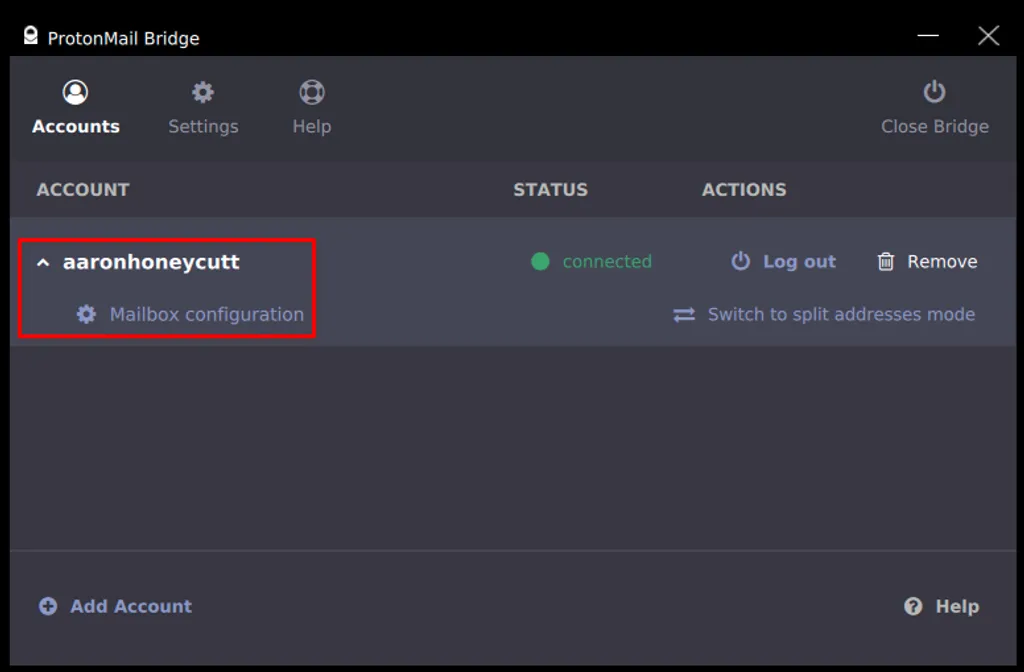 ProtonMail Bridge
Accounts Settings Help Close Bridge
ACCOUNT STATUS ACTIONS
aaronhoneycutt connected Log out Remove
Mailbox configuration Switch to split addresses mode
Add Account Help